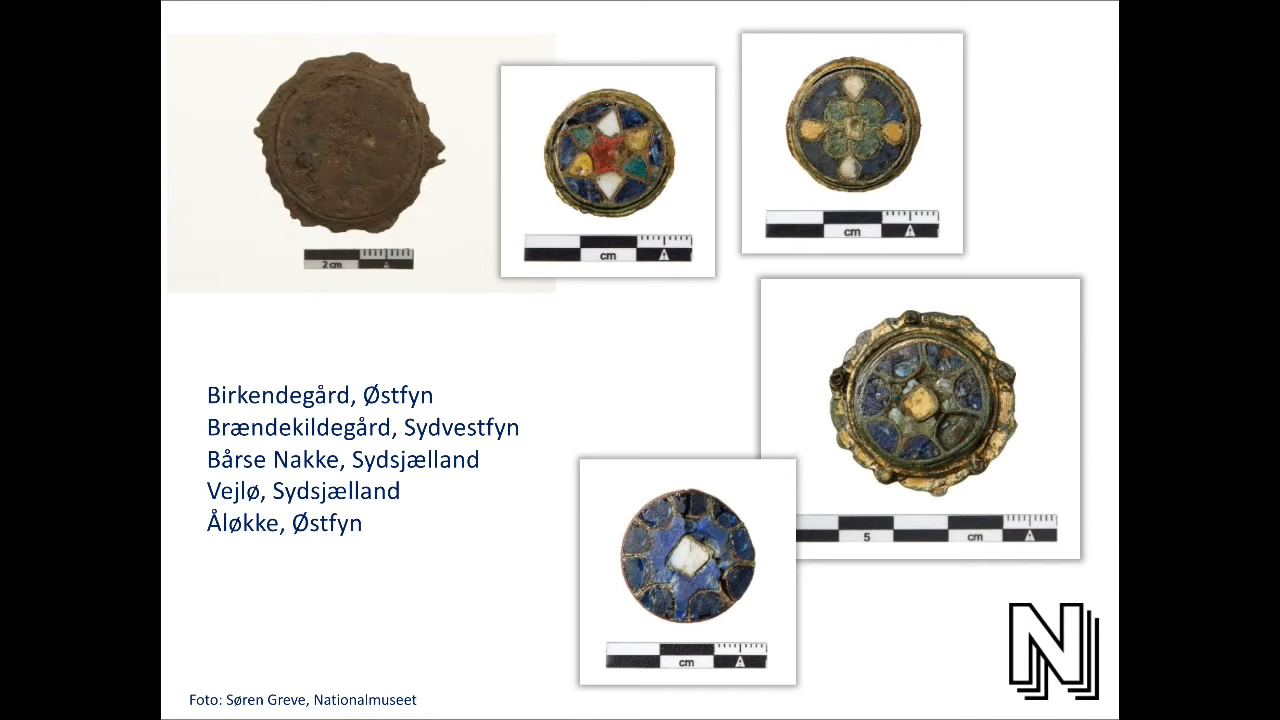 2 cm
cm
cm
5 cm
cm
Birkendegård, Østfyn
Brændekildegård, Sydvestfyn
Bårse Nakke, Sydsjælland
Vejlø, Sydsjælland
Åløkke, Østfyn
N
Foto: Søren Greve, Nationalmuseet